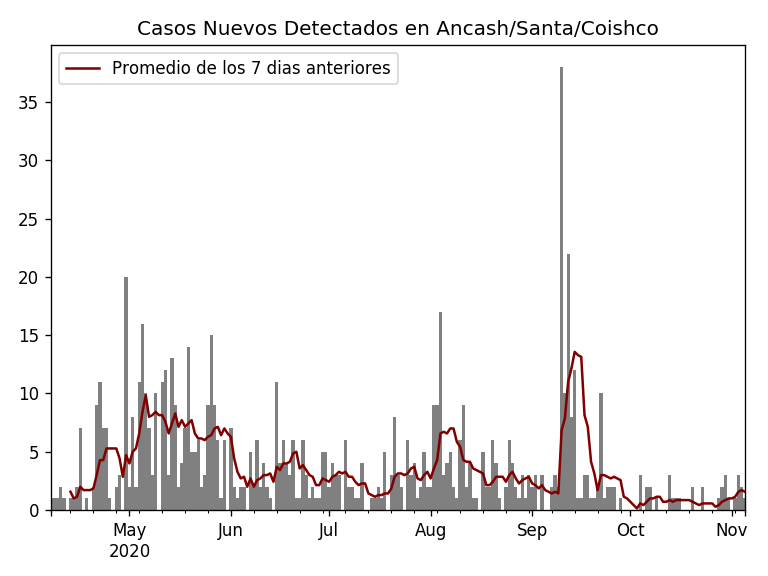 Casos Nuevos Detectados en Ancash/Santa/Coishco
Promedio de los 7 dias anteriores
35
30
25
20
15
10
5
0
May
2020
Jun
Jul
Aug
Sep
Oct
Nov